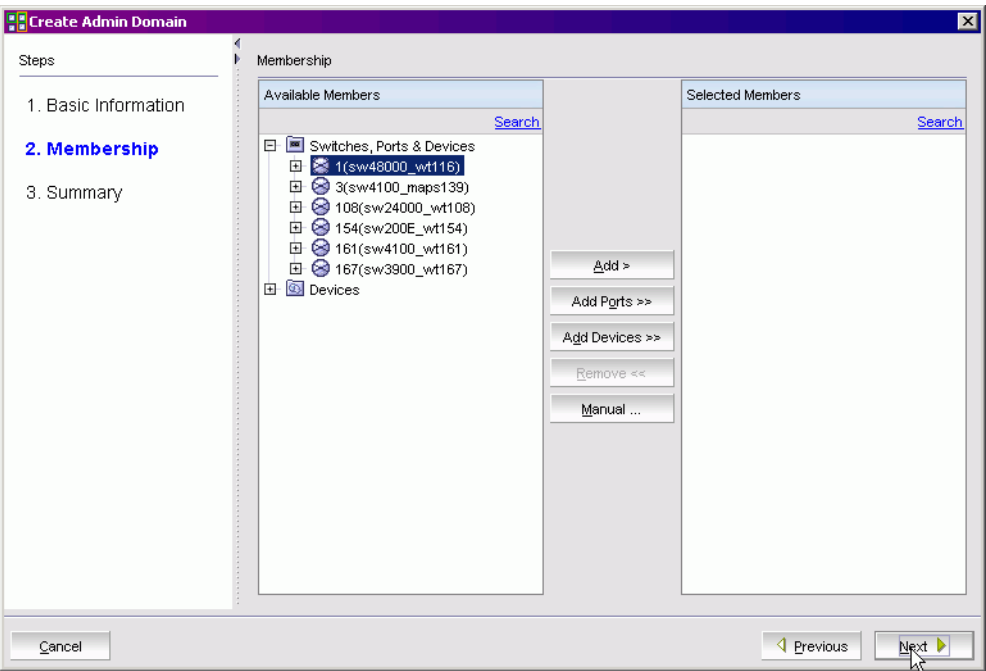 Create Admin Domain
Steps
1. Basic Information
2. Membership
3. Summary
Membership
Available Members
Search
Switches, Ports & Devices
1(sw48000_wt116)
3(sw4100_maps139)
108(sw24000_wt108)
154(sw200E_wt154)
161(sw4100_wt161)
167(sw3900_wt167)
Devices
Add >
Add Ports >>
Add Devices >>
Remove <<
Manual ...
Selected Members
Search
Cancel
Previous
Next